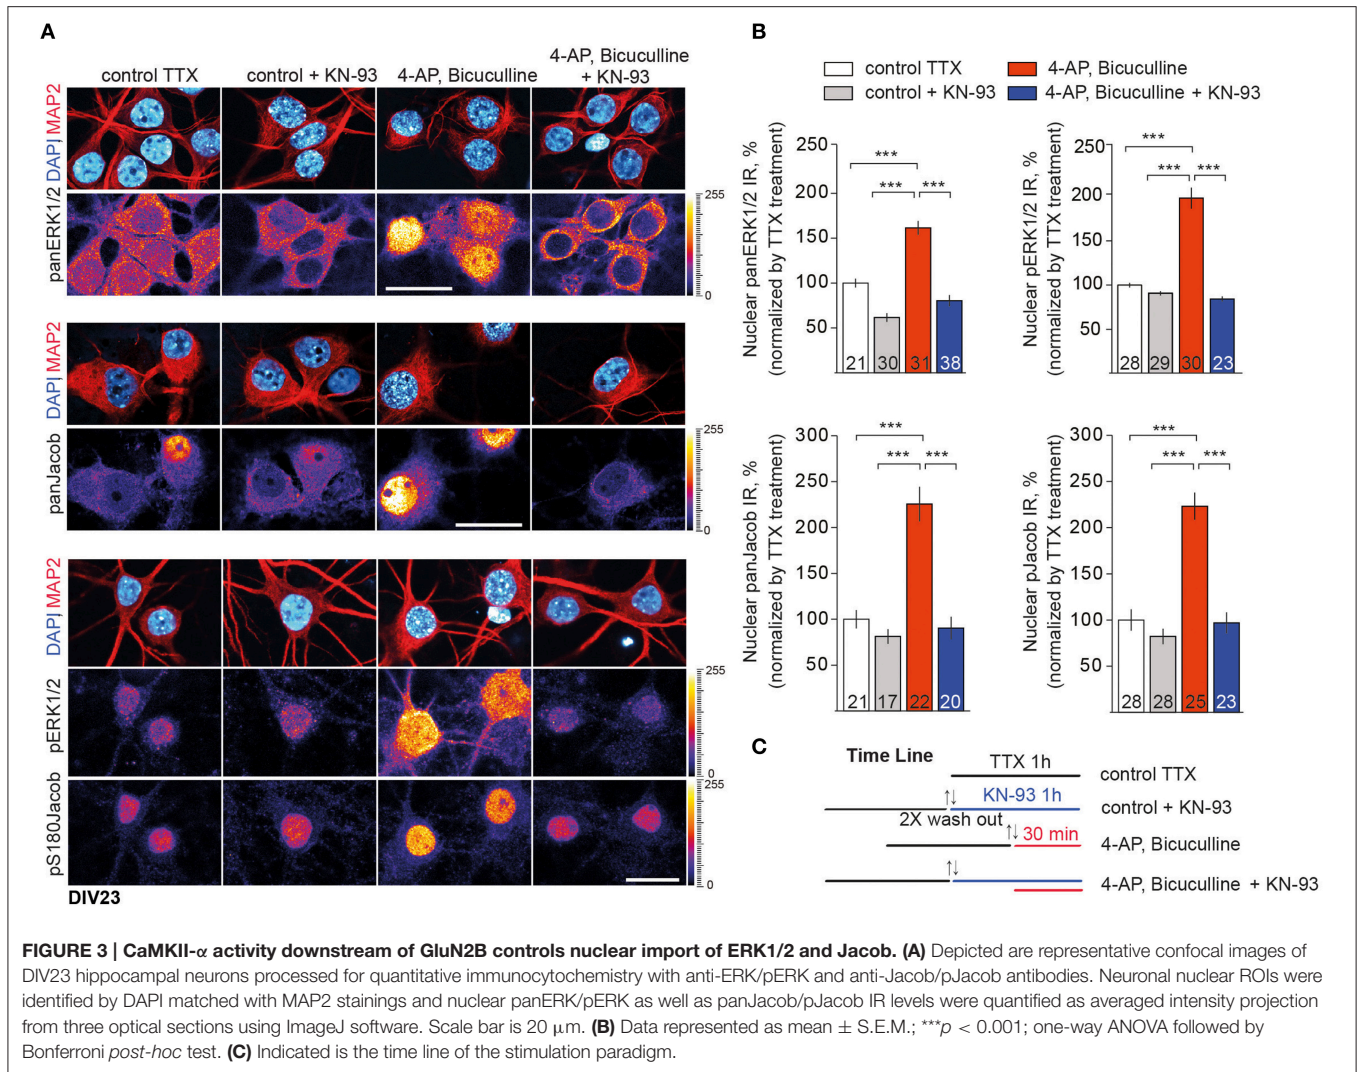 A
control TTX
control + KN-93
4-AP, Bicuculline
4-AP, Bicuculline
+ KN-93
DAPI MAP2
panERK1/2
255
0
DAPI MAP2
panJacob
255
0
DAPI MAP2
pERK1/2
255
0
pS180Jacob
255
0
DIV23
B
control TTX
control + KN-93
4-AP, Bicuculline
4-AP, Bicuculline + KN-93
Nuclear panERK1/2 IR, %
(normalized by TTX treatment)
250
200
150
100
50
***
*** ***
21 30 31 38
Nuclear pERK1/2 IR, %
(normalized by TTX treatment)
250
200
150
100
50
***
*** ***
28 29 30 23
Nuclear panJacob IR, %
(normalized by TTX treatment)
300
250
200
150
100
50
***
*** ***
21 17 22 20
Nuclear pJacob IR, %
(normalized by TTX treatment)
300
250
200
150
100
50
***
*** ***
28 28 25 23
C
Time Line
TTX 1h
control TTX
↑↓ KN-93 1h
control + KN-93
2X wash out
↑↓ 30 min
4-AP, Bicuculline
↑↓
4-AP, Bicuculline + KN-93
FIGURE 3 | CaMKII-α activity downstream of GluN2B controls nuclear import of ERK1/2 and Jacob. (A) Depicted are representative confocal images of
DIV23 hippocampal neurons processed for quantitative immunocytochemistry with anti-ERK/pERK and anti-Jacob/pJacob antibodies. Neuronal nuclear ROIs were
identified by DAPI matched with MAP2 stainings and nuclear panERK/pERK as well as panJacob/pJacob IR levels were quantified as averaged intensity projection
from three optical sections using ImageJ software. Scale bar is 20 μm. (B) Data represented as mean ± S.E.M.; ***p < 0.001; one-way ANOVA followed by
Bonferroni post-hoc test. (C) Indicated is the time line of the stimulation paradigm.